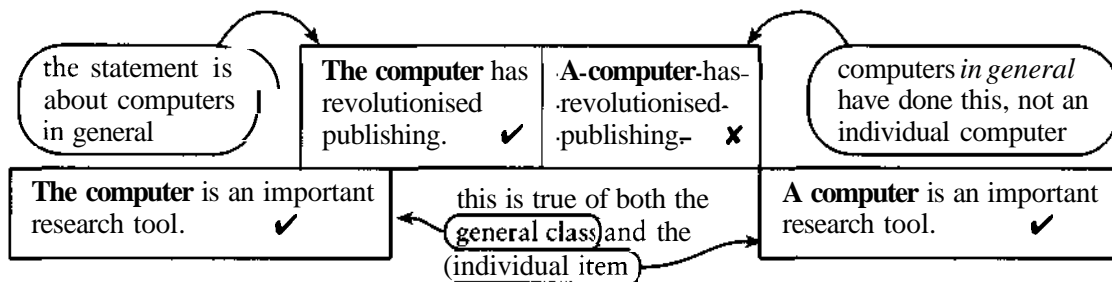 the statement is
about computers
in general
The computer has
revolutionised
publishing. ✔
A computer has
revolutionised
publishing. ✘
computers in general
have done this, not an
individual computer
The computer is an important
research tool. ✔
this is true of both the
general class and the
individual item
A computer is an important
research tool. ✔